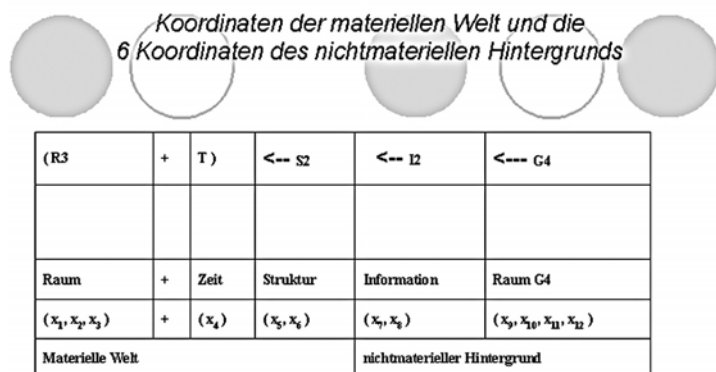 Koordinaten der materiellen Welt und die
6 Koordinaten des nichtmateriellen Hintergrunds
(R3 + T) <-- S2 <-- I2 <--- G4
Raum + Zeit Struktur Information Raum G4
(x₁, x₂, x₃) + (x₄) (x₅, x₆) (x₇, x₈) (x₉, x₁₀, x₁₁, x₁₂)
Materielle Welt nichtmaterieller Hintergrund